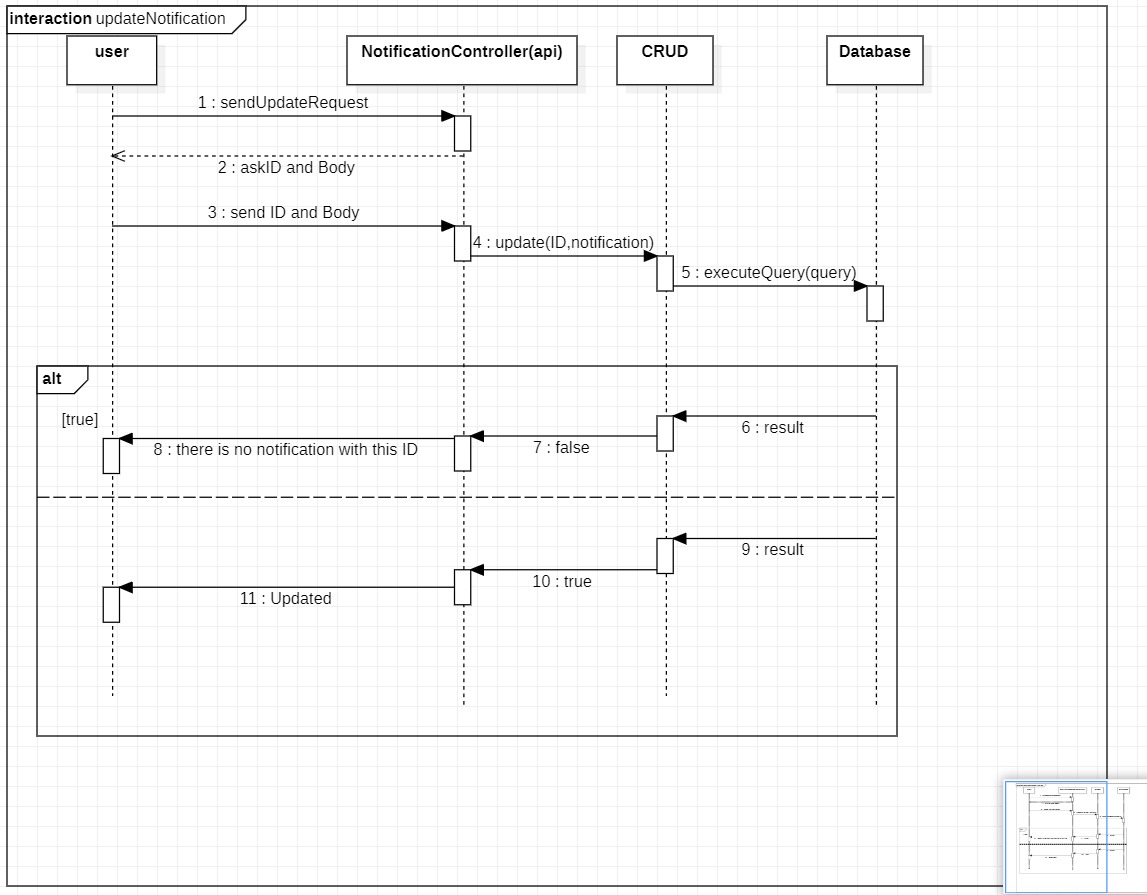 interaction updateNotification
user
NotificationController(api)
CRUD
Database
1 : sendUpdateRequest
2 : askID and Body
3 : send ID and Body
4 : update(ID,notification)
5 : executeQuery(query)
alt
[true]
6 : result
7 : false
8 : there is no notification with this ID
9 : result
10 : true
11 : Updated